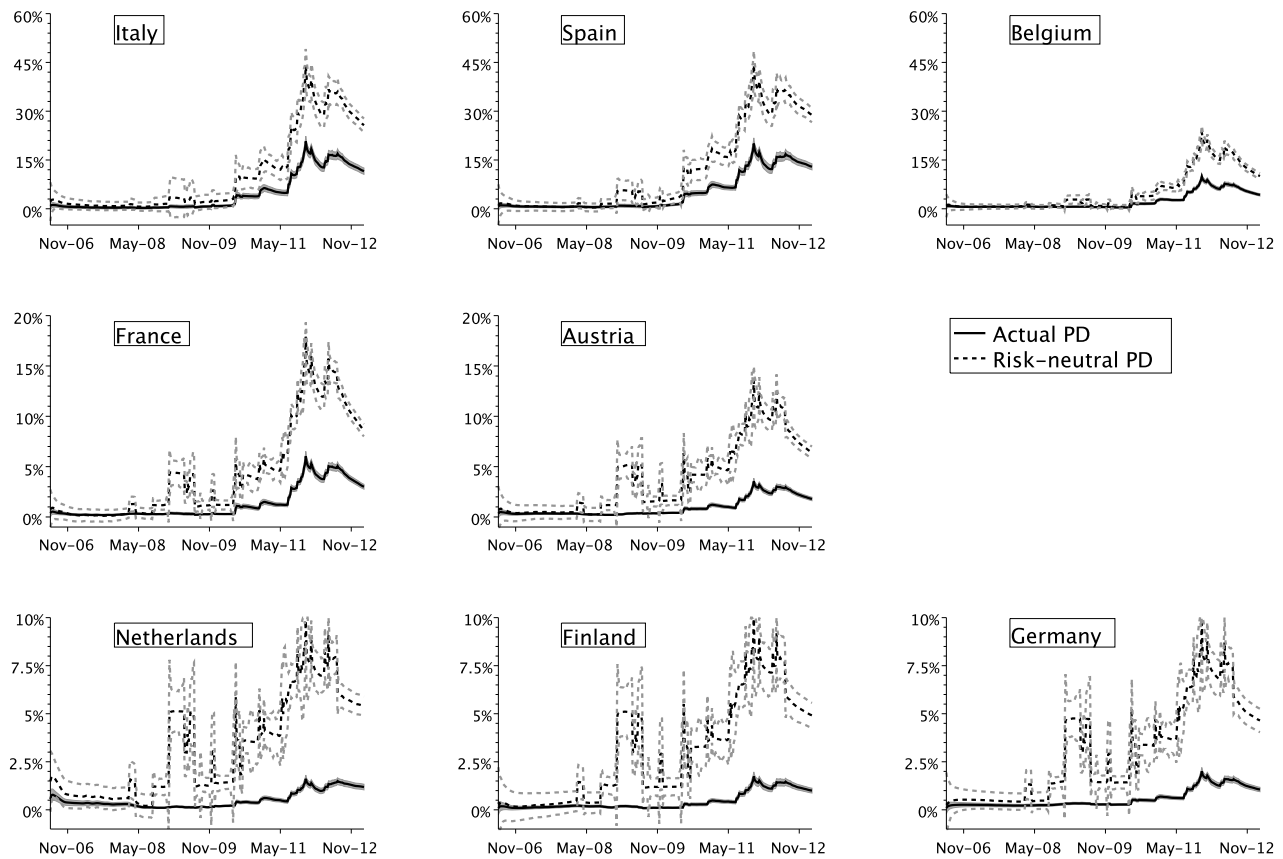 60% Italy
45%
30%
15%
0%
Nov-06 May-08 Nov-09 May-11 Nov-12
60% Spain
45%
30%
15%
0%
Nov-06 May-08 Nov-09 May-11 Nov-12
60% Belgium
45%
30%
15%
0%
Nov-06 May-08 Nov-09 May-11 Nov-12
20% France
15%
10%
5%
0%
Nov-06 May-08 Nov-09 May-11 Nov-12
20% Austria
15%
10%
5%
0%
Nov-06 May-08 Nov-09 May-11 Nov-12
Actual PD
Risk-neutral PD
10% Netherlands
7.5%
5%
2.5%
0%
Nov-06 May-08 Nov-09 May-11 Nov-12
10% Finland
7.5%
5%
2.5%
0%
Nov-06 May-08 Nov-09 May-11 Nov-12
10% Germany
7.5%
5%
2.5%
0%
Nov-06 May-08 Nov-09 May-11 Nov-12